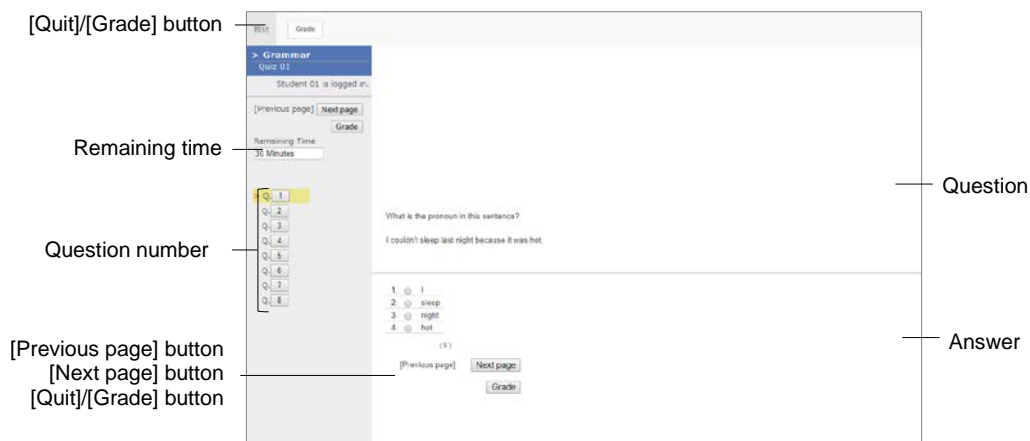 [Quit]/[Grade] button
Grade
> Grammar
Quiz 01
Student 01 is logged in.
[Previous page] Next page
Grade
Remaining time
Remaining Time
30 Minutes
Question
Question number
Q. 1
Q. 2
Q. 3
Q. 4
Q. 5
Q. 6
Q. 7
Q. 8
What is the pronoun in this sentence?
I couldn't sleep last night because it was hot.
1. I
2. sleep
3. night
4. hot
(5)
Answer
[Previous page] button
[Next page] button
[Quit]/[Grade] button
[Previous page] Next page
Grade